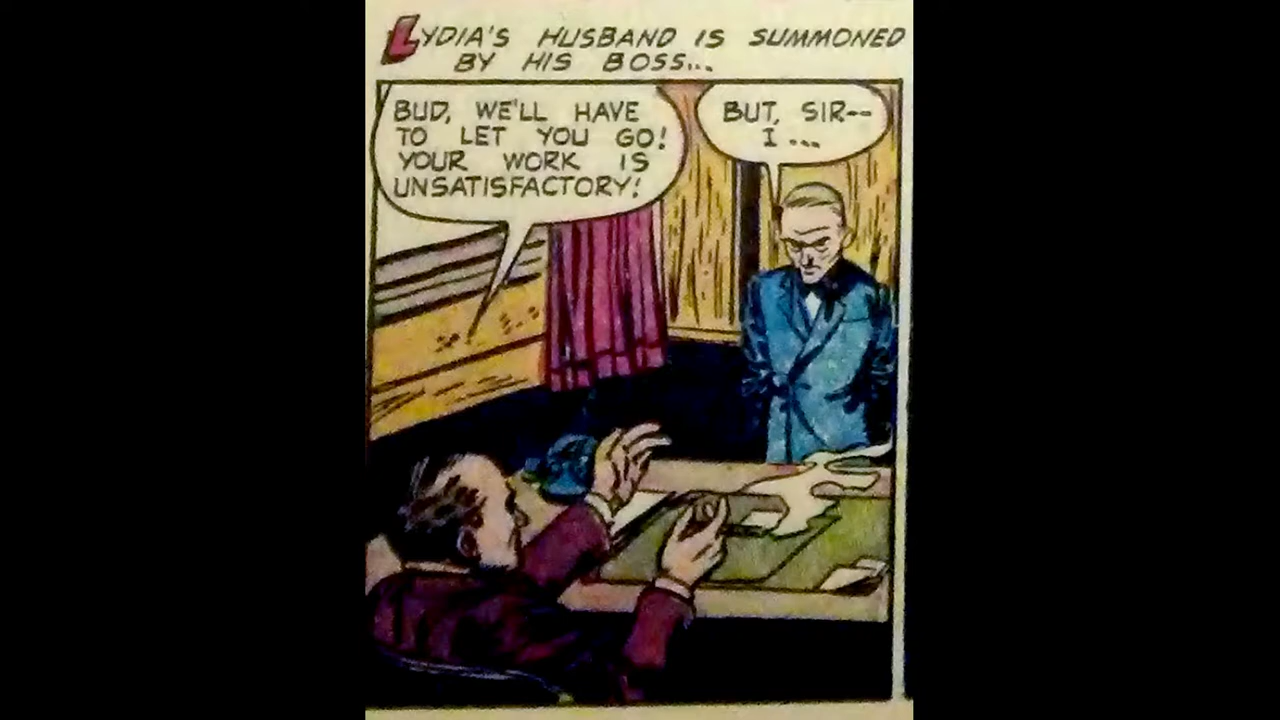 LYDIA'S HUSBAND IS SUMMONED
BY HIS BOSS...
BUD, WE'LL HAVE
TO LET YOU GO!
YOUR WORK IS
UNSATISFACTORY!
BUT, SIR--
I...